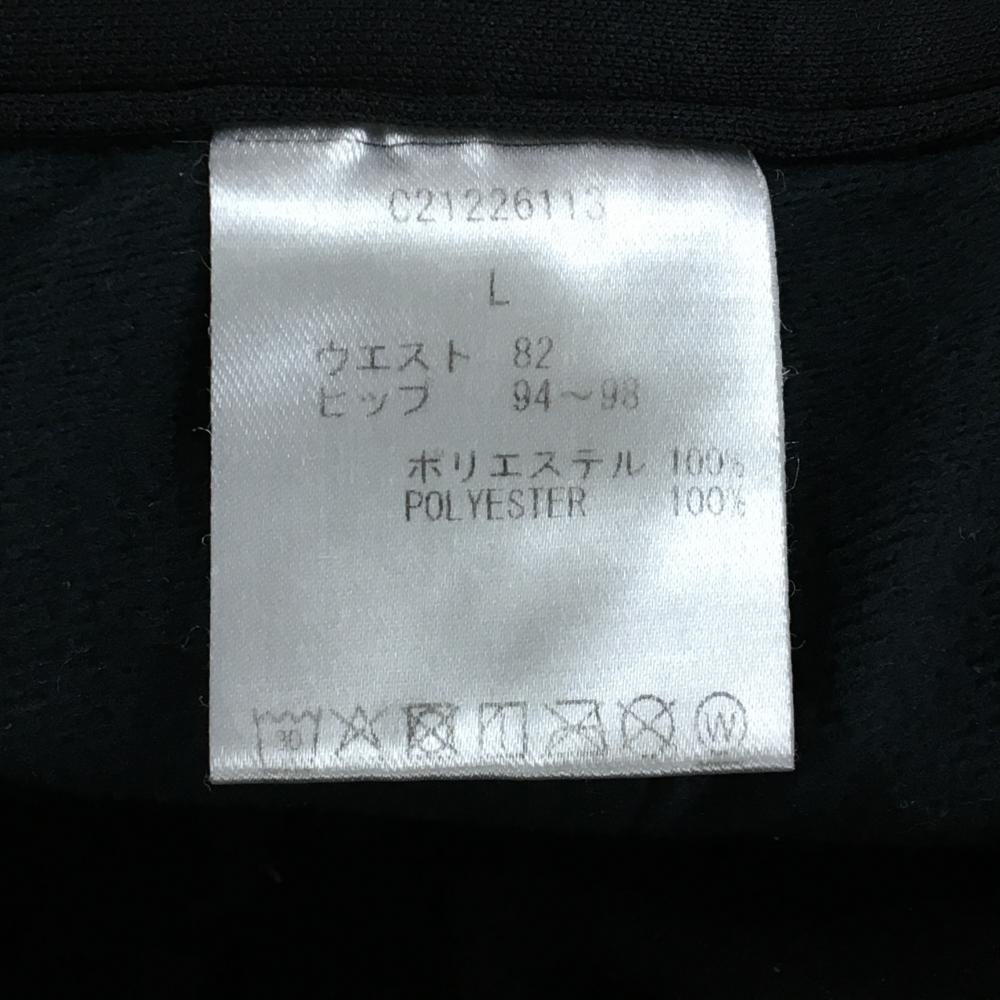 C21226113
L
ウエスト 82
ヒップ 94～98
ポリエステル 100%
POLYESTER 100%
30
W